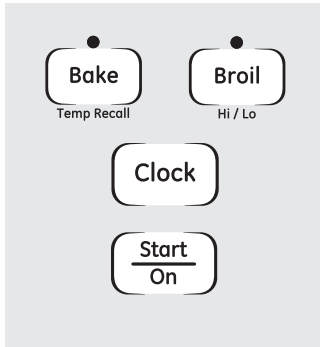 Bake Broil
Temp Recall Hi / Lo
Clock
Start
On